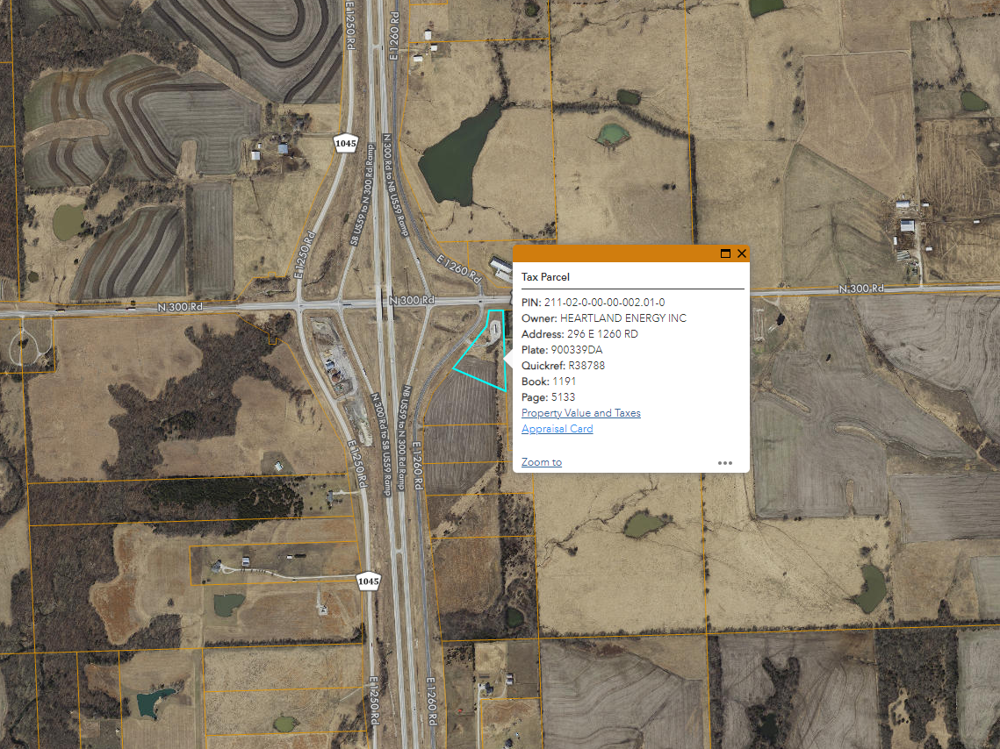 E 1250 Rd
E 1260 Rd
1045
N 300 Rd to NB US59 Ramp
SB US59 to N 300 Rd Ramp
E 1250 Rd
E 1260 Rd
N 300 Rd
N 300 Rd
N 300 Rd
Tax Parcel
PIN: 211-02-0-00-00-002.01-0
Owner: HEARTLAND ENERGY INC
Address: 296 E 1260 RD
Plate: 900339DA
Quickref: R38788
Book: 1191
Page: 5133
Property Value and Taxes
Appraisal Card
Zoom to
N 300 Rd to SB US59 Ramp
NB US59 to N 300 Rd Ramp
E 1250 Rd
E 1260 Rd
1045
E 1250 Rd
E 1260 Rd